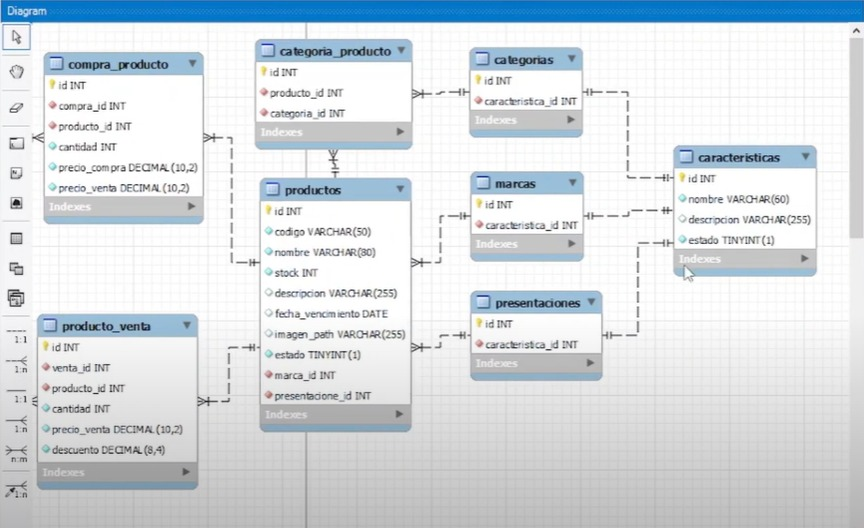 Diagram
compra_producto
id INT
compra_id INT
producto_id INT
cantidad INT
precio_compra DECIMAL(10,2)
precio_venta DECIMAL(10,2)
Indexes
categoria_producto
id INT
producto_id INT
categoria_id INT
Indexes
categorias
id INT
caracteristica_id INT
Indexes
caracteristicas
id INT
nombre VARCHAR(60)
descripcion VARCHAR(255)
estado TINYINT(1)
Indexes
productos
id INT
codigo VARCHAR(50)
nombre VARCHAR(80)
stock INT
descripcion VARCHAR(255)
fecha_vencimiento DATE
imagen_path VARCHAR(255)
estado TINYINT(1)
marca_id INT
presentacione_id INT
Indexes
marcas
id INT
caracteristica_id INT
Indexes
presentaciones
id INT
caracteristica_id INT
Indexes
producto_venta
id INT
venta_id INT
producto_id INT
cantidad INT
precio_venta DECIMAL(10,2)
descuento DECIMAL(8,4)
Indexes
1:1
1:n
1:1
1:n
n:m
1:n